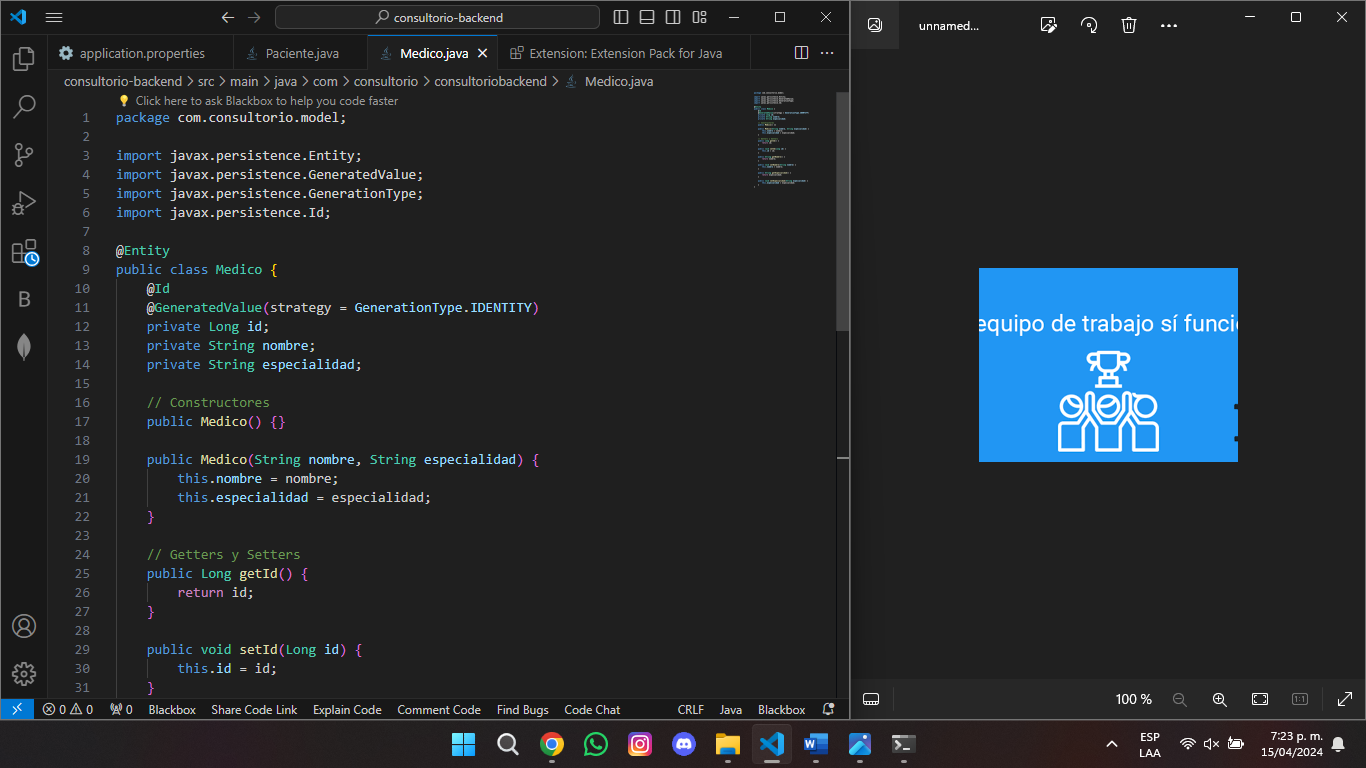 consultorio-backend
application.properties
Paciente.java
Medico.java
Extension: Extension Pack for Java
consultorio-backend > src > main > java > com > consultorio > consultoriobackend > Medico.java
Click here to ask Blackbox to help you code faster
1 package com.consultorio.model;
2
3 import javax.persistence.Entity;
4 import javax.persistence.GeneratedValue;
5 import javax.persistence.GenerationType;
6 import javax.persistence.Id;
7
8 @Entity
9 public class Medico {
10 @Id
11 @GeneratedValue(strategy = GenerationType.IDENTITY)
12 private Long id;
13 private String nombre;
14 private String especialidad;
15
16 // Constructores
17 public Medico() {}
18
19 public Medico(String nombre, String especialidad) {
20 this.nombre = nombre;
21 this.especialidad = especialidad;
22 }
23
24 // Getters y Setters
25 public Long getId() {
26 return id;
27 }
28
29 public void setId(Long id) {
30 this.id = id;
31 }
0 0 0 Blackbox Share Code Link Explain Code Comment Code Find Bugs Code Chat CRLF Java Blackbox
unnamed...
equipo de trabajo sí funci
100 %
B
ESP
LAA
7:23 p. m.
15/04/2024